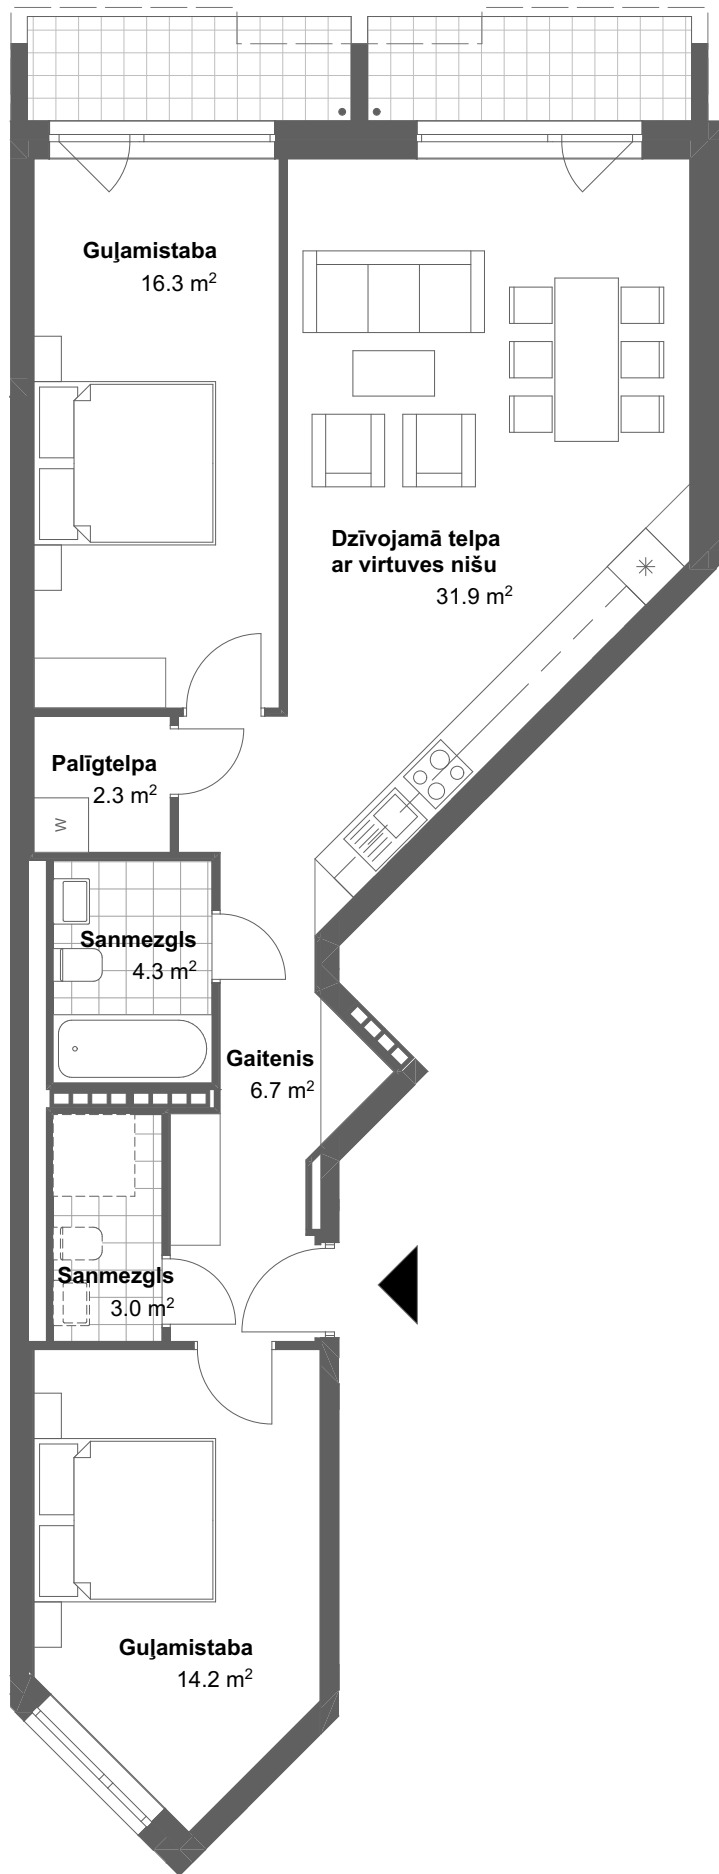 Guļamistaba
16.3 m²
Dzīvojamā telpa
ar virtuves nišu
31.9 m²
Palīgtelpa
2.3 m²
W
Sanmezgls
4.3 m²
Gaitenis
6.7 m²
Sanmezgls
3.0 m²
Guļamistaba
14.2 m²